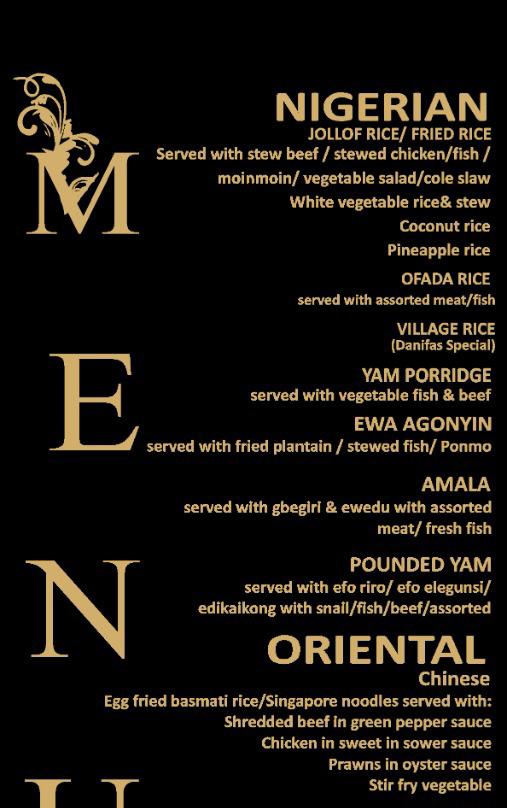 NIGERIAN
JOLLOF RICE/ FRIED RICE
Served with stew beef / stewed chicken/fish /
moinmoin/ vegetable salad/cole slaw
White vegetable rice& stew
Coconut rice
Pineapple rice
OFADA RICE
served with assorted meat/fish
VILLAGE RICE
(Danifas Special)
YAM PORRIDGE
served with vegetable fish & beef
EWA AGONYIN
served with fried plantain / stewed fish/ Ponmo
AMALA
served with gbegiri & ewedu with assorted
meat/ fresh fish
POUNDED YAM
served with efo riro/ efo elegunsi/
edikaikong with snail/fish/beef/assorted
ORIENTAL
Chinese
Egg fried basmati rice/Singapore noodles served with:
Shredded beef in green pepper sauce
Chicken in sweet in sower sauce
Prawns in oyster sauce
Stir fry vegetable
M
E
N
U